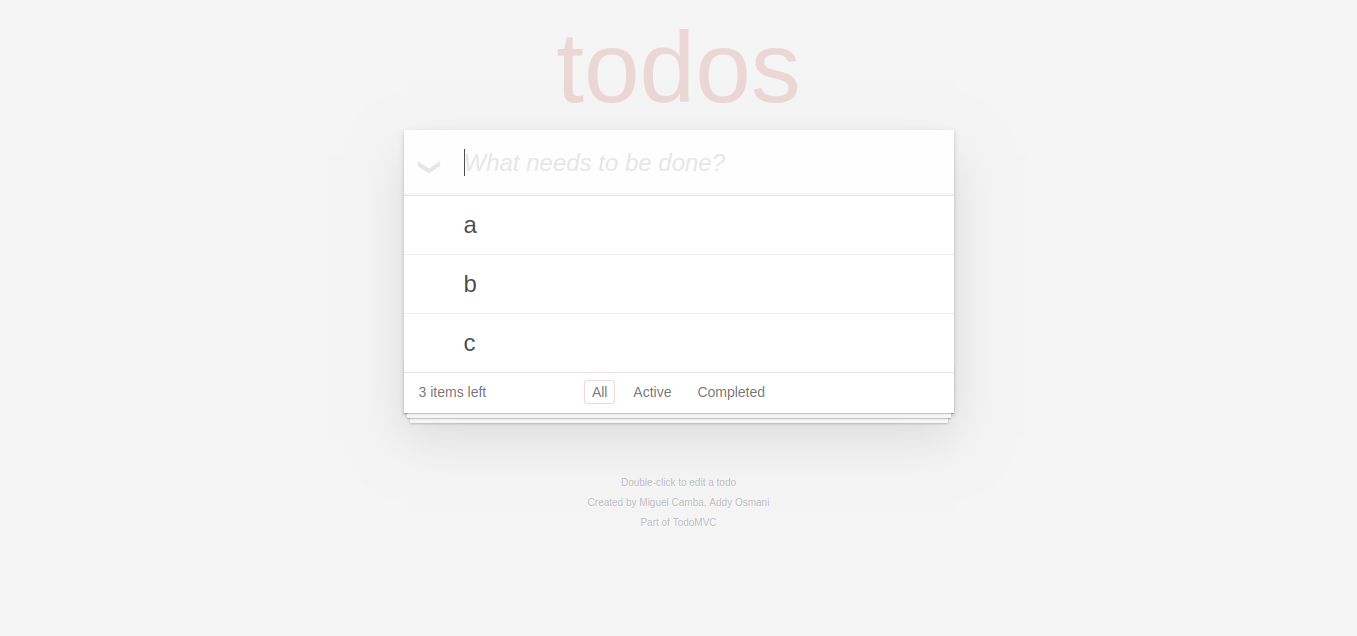 todos
What needs to be done?
a
b
c
3 items left All Active Completed
Double-click to edit a todo
Created by Miguel Camba, Addy Osmani
Part of TodoMVC